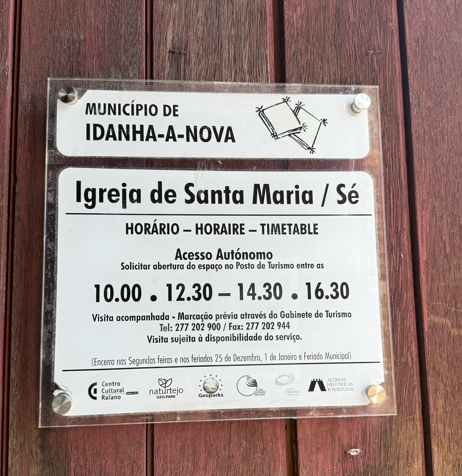 MUNICÍPIO DE
IDANHA-A-NOVA
Igreja de Santa Maria / Sé
HORÁRIO – HORAIRE – TIMETABLE
Acesso Autónomo
Solicitar abertura do espaço no Posto de Turismo entre as
10.00 . 12.30 – 14.30 . 16.30
Visita acompanhada - Marcação prévia através do Gabinete de Turismo
Tel: 277 202 900 / Fax: 277 202 944
Visita sujeita à disponibilidade do serviço.
(Encerra nas Segundas feiras e nos feriados 25 de Dezembro, 1 de Janeiro e Feriado Municipal)
Centro
Cultural
Raiano
naturtejo
GEOPARK
Geoparks
ALDEIAS
HISTÓRICAS
PORTUGAL